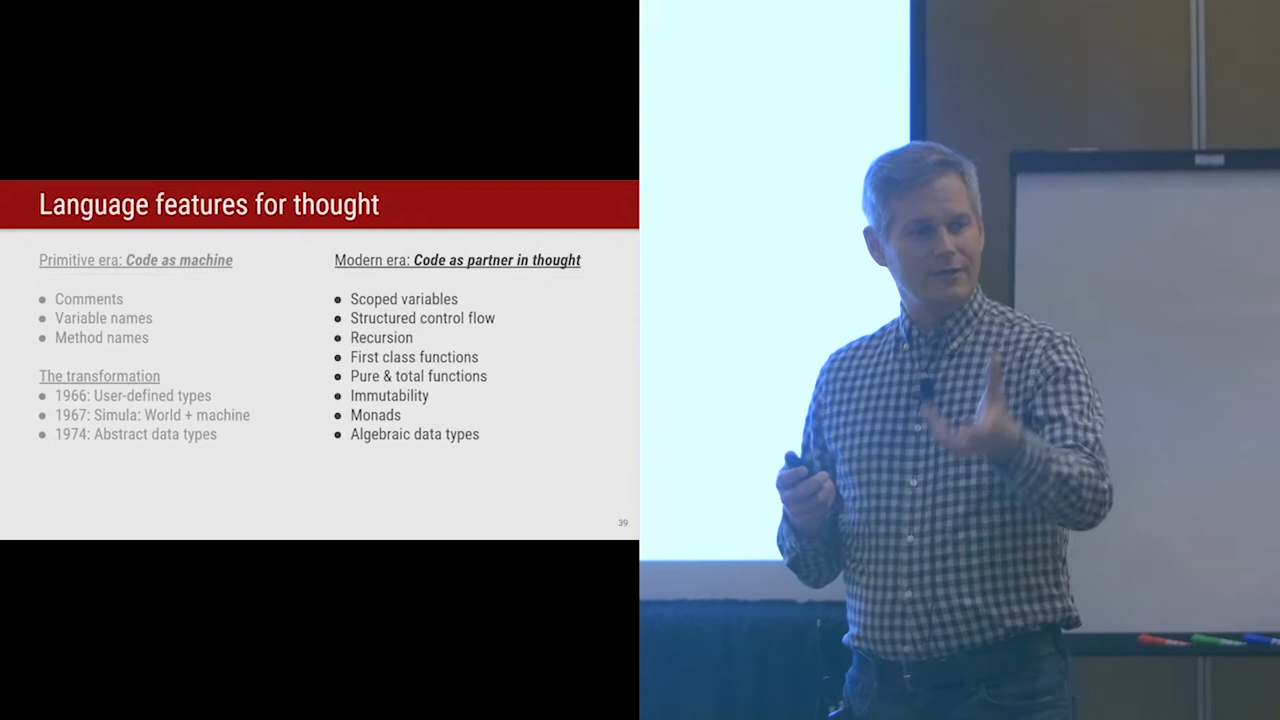 Language features for thought
Primitive era: Code as machine
Comments
Variable names
Method names
The transformation
1966: User-defined types
1967: Simula: World + machine
1974: Abstract data types
Modern era: Code as partner in thought
Scoped variables
Structured control flow
Recursion
First class functions
Pure & total functions
Immutability
Monads
Algebraic data types
39